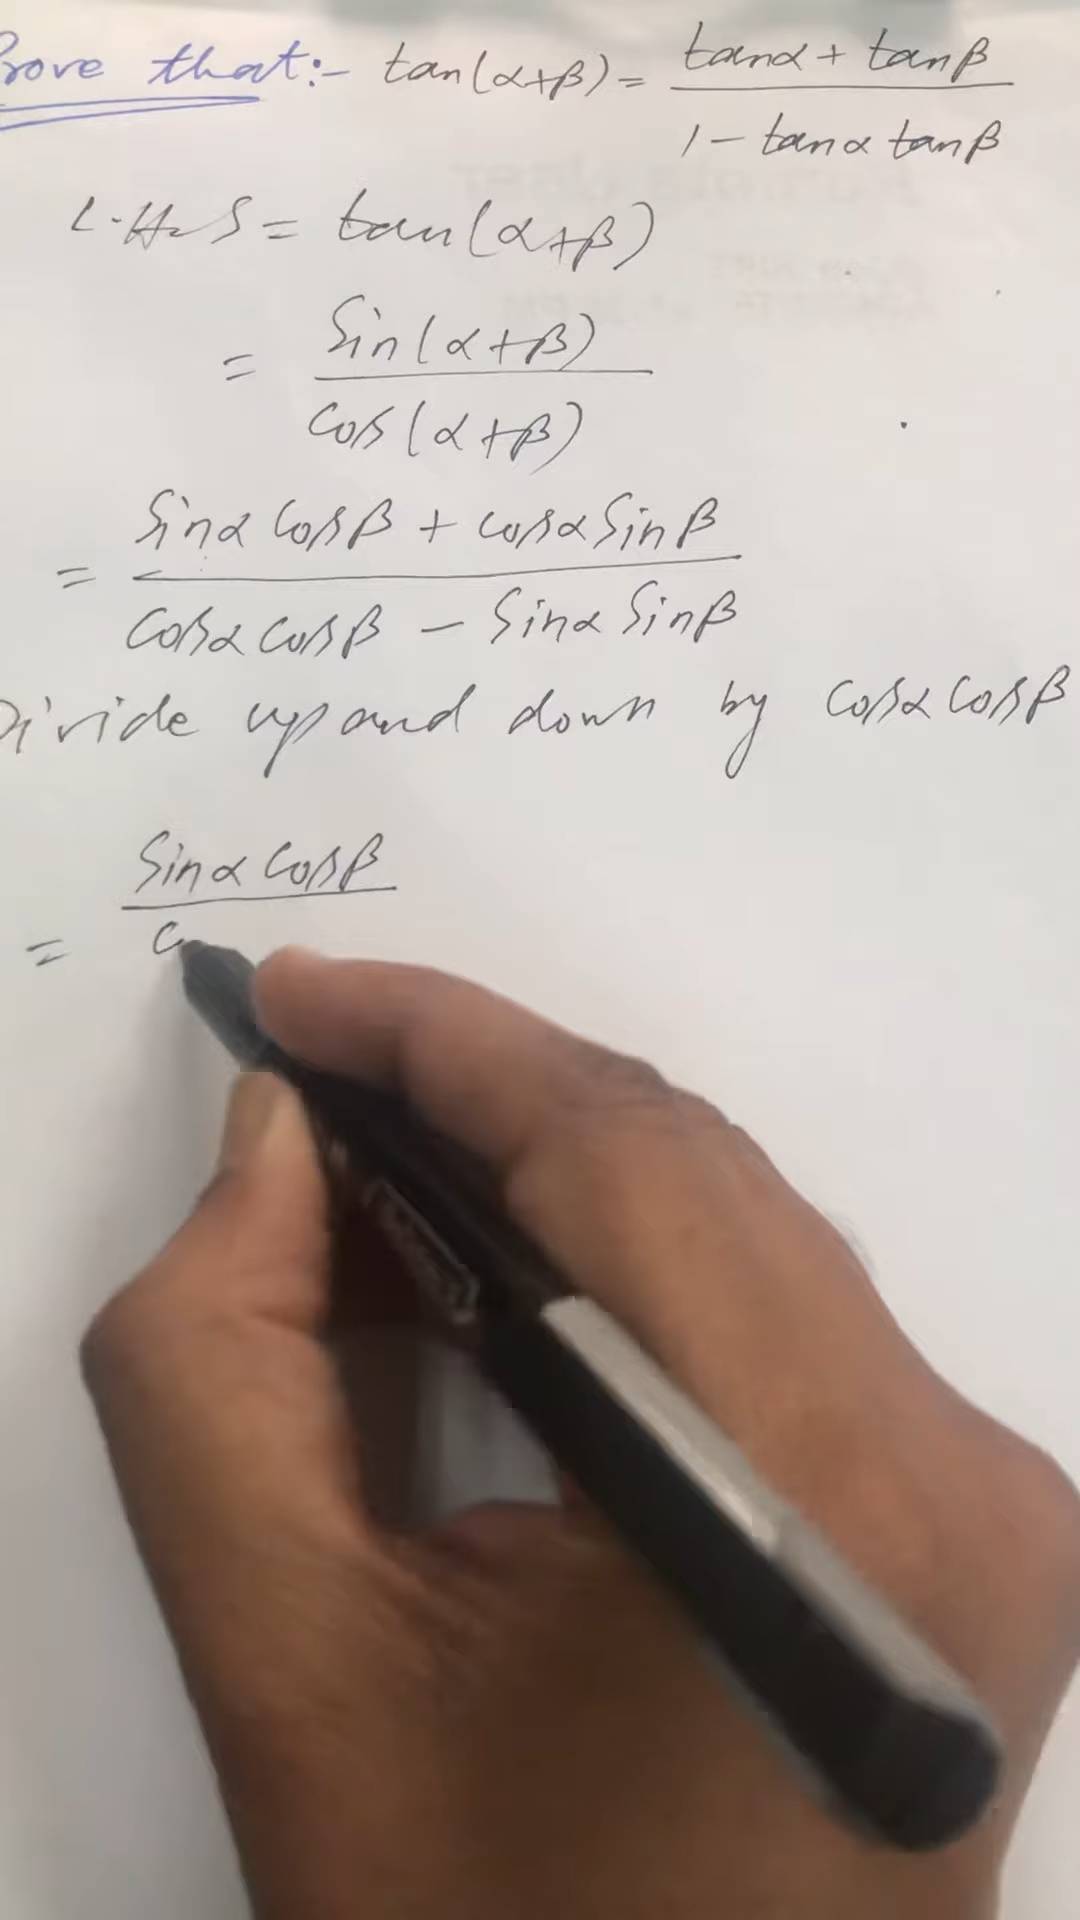 Prove that:- tan(α+β) = (tanα + tanβ) / (1 - tanα tanβ)
L.H.S = tan(α+β)
= Sin(α+β) / Cos(α+β)
= (Sinα Cosβ + Cosα Sinβ) / (Cosα Cosβ - Sinα Sinβ)
Divide up and down by Cosα Cosβ
= Sinα Cosβ / C